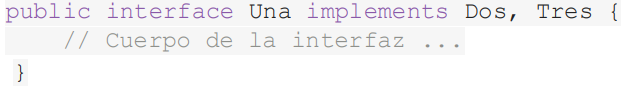 public interface Una implements Dos, Tres {
    // Cuerpo de la interfaz ...
}